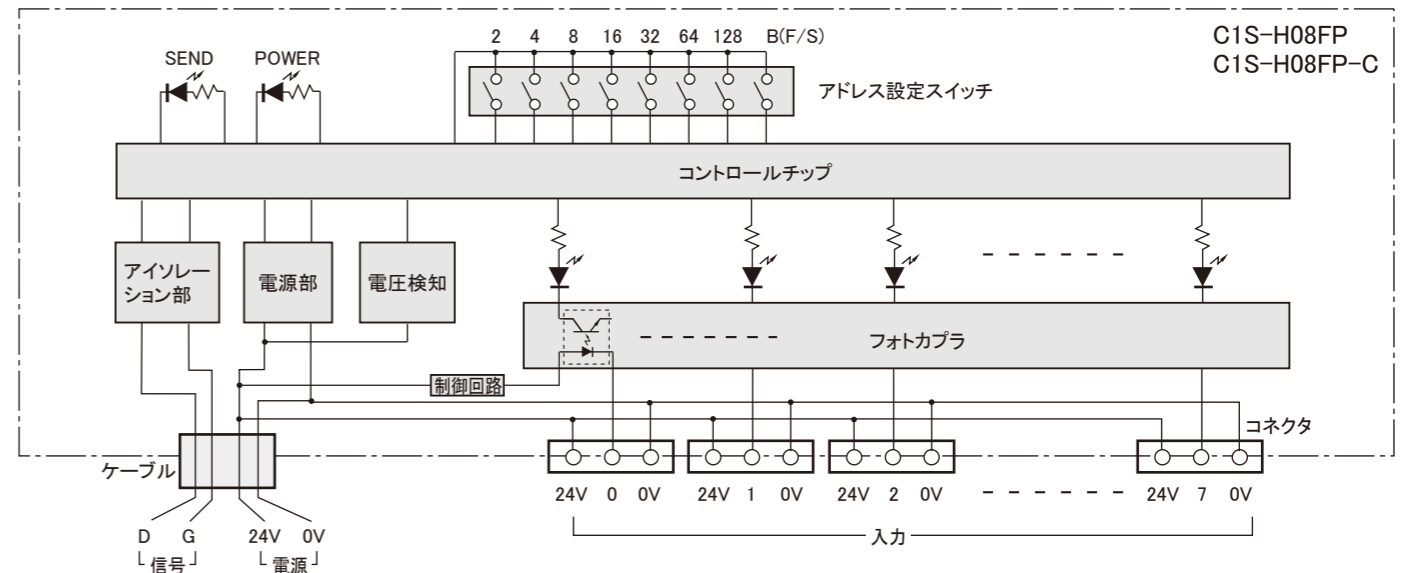 C1S-H08FP
C1S-H08FP-C
2 4 8 16 32 64 128 B(F/S)
SEND POWER
アドレス設定スイッチ
コントロールチップ
アイソレー
ション部
電源部
電圧検知
フォトカプラ
制御回路
コネクタ
ケーブル
24V 0 0V 24V 1 0V 24V 2 0V 24V 7 0V
D G 24V 0V
信号 電源
入力